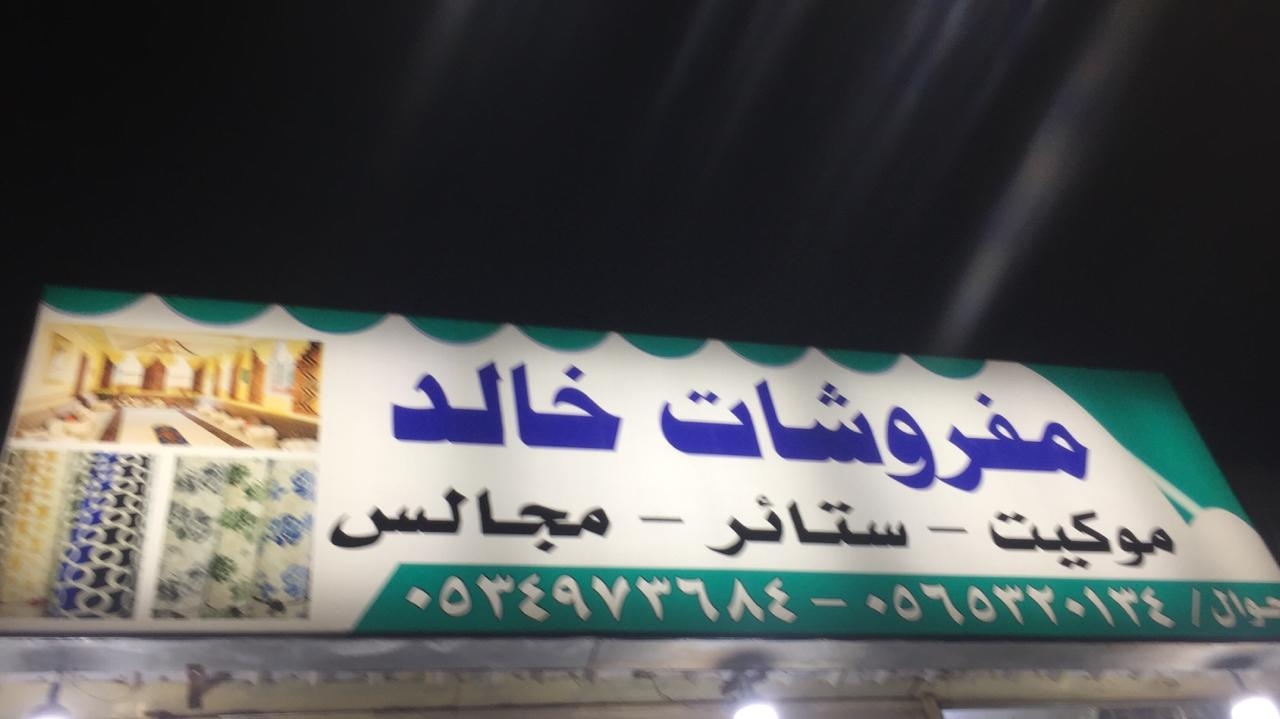 مفروشات خالد
موكيت - ستائر - مجالس
جوال / ٠٥٦٥٣٢٠١٣٤ - ٠٥٣٤٩٧٣٦٨٤